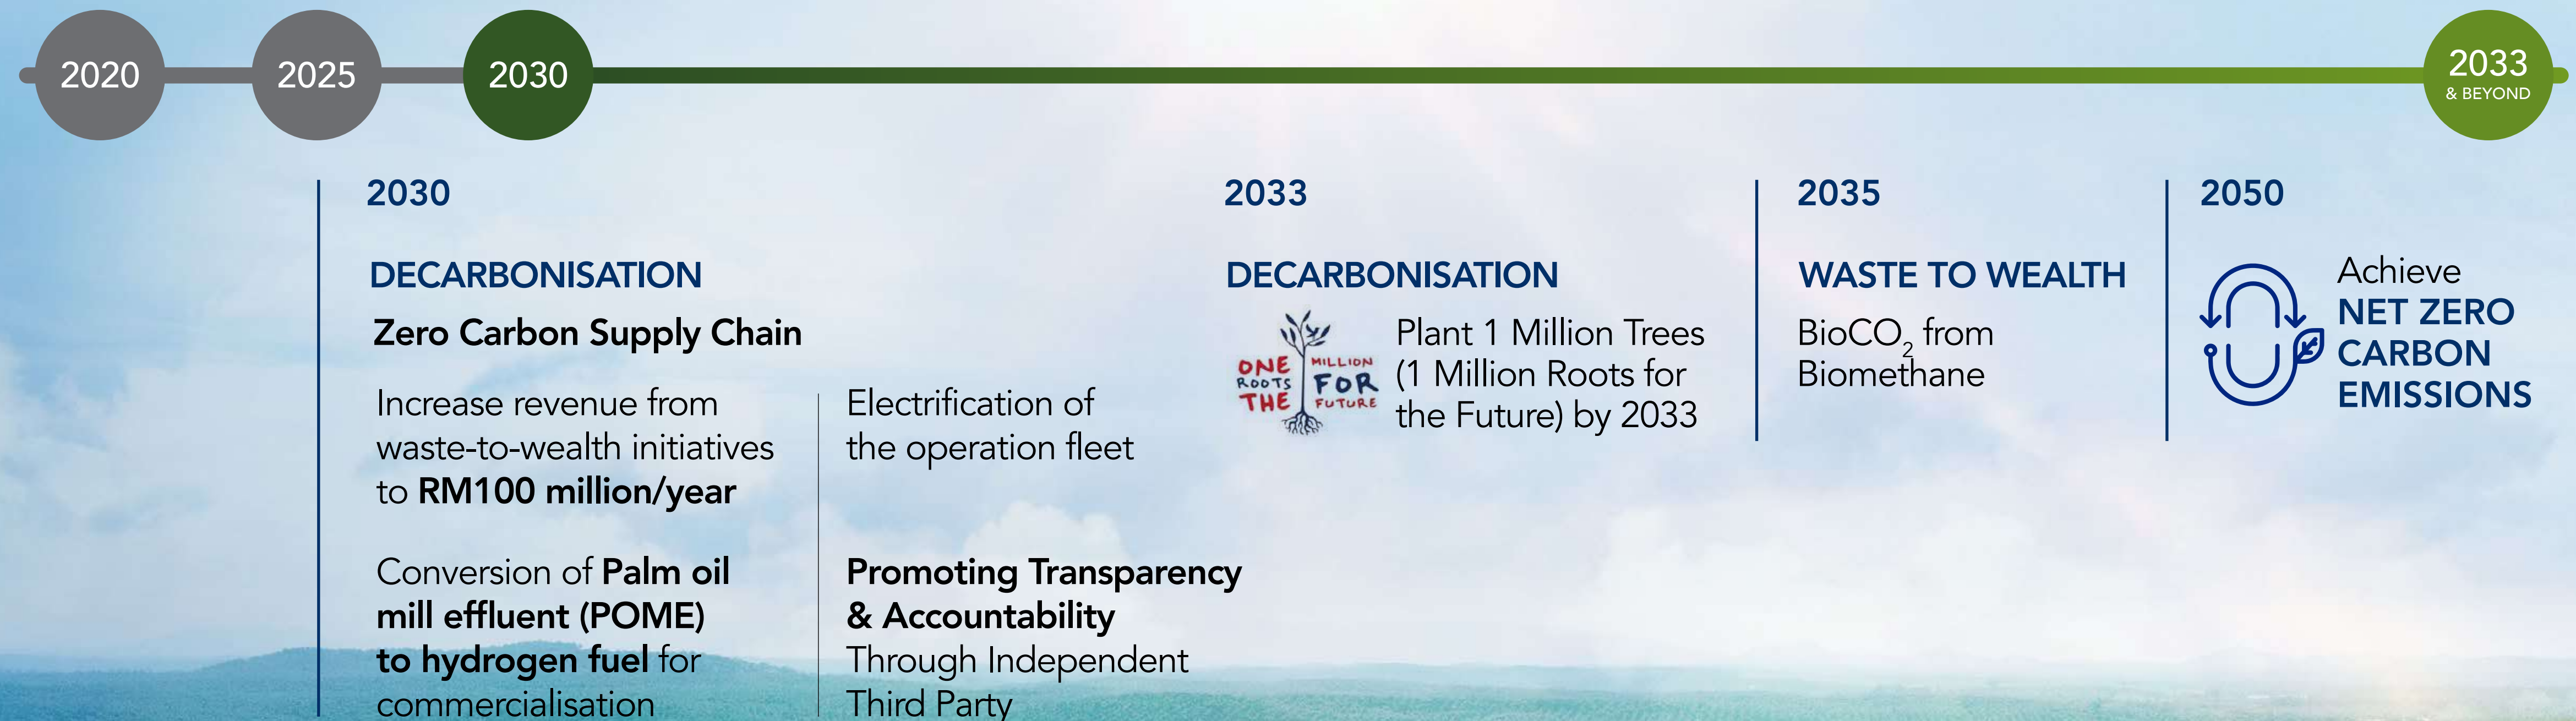 2020
2025
2030
2033
& BEYOND
2030
DECARBONISATION
Zero Carbon Supply Chain
Increase revenue from
waste-to-wealth initiatives
to RM100 million/year
Conversion of Palm oil
mill effluent (POME)
to hydrogen fuel for
commercialisation
Electrification of
the operation fleet
Promoting Transparency
& Accountability
Through Independent
Third Party
2033
DECARBONISATION
ONE MILLION
ROOTS FOR
THE FUTURE
Plant 1 Million Trees
(1 Million Roots for
the Future) by 2033
2035
WASTE TO WEALTH
BioCO₂ from
Biomethane
2050
Achieve
NET ZERO
CARBON
EMISSIONS